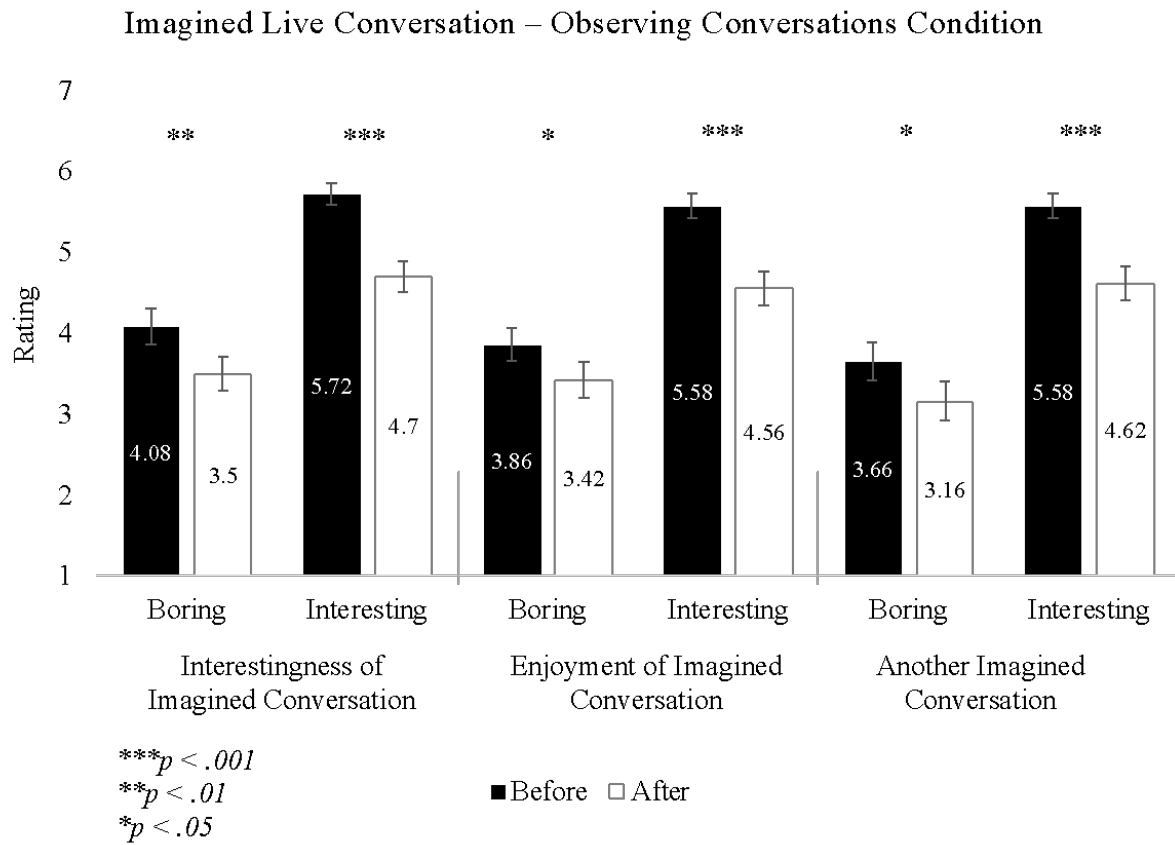 Imagined Live Conversation – Observing Conversations Condition
7
6
5
4
3
2
1
Rating
** *** * *** * ***
4.08 3.5 5.72 4.7 3.86 3.42 5.58 4.56 3.66 3.16 5.58 4.62
Boring Interesting Boring Interesting Boring Interesting
Interestingness of
Imagined Conversation
Enjoyment of Imagined
Conversation
Another Imagined
Conversation
***p < .001
**p < .01
*p < .05
Before After